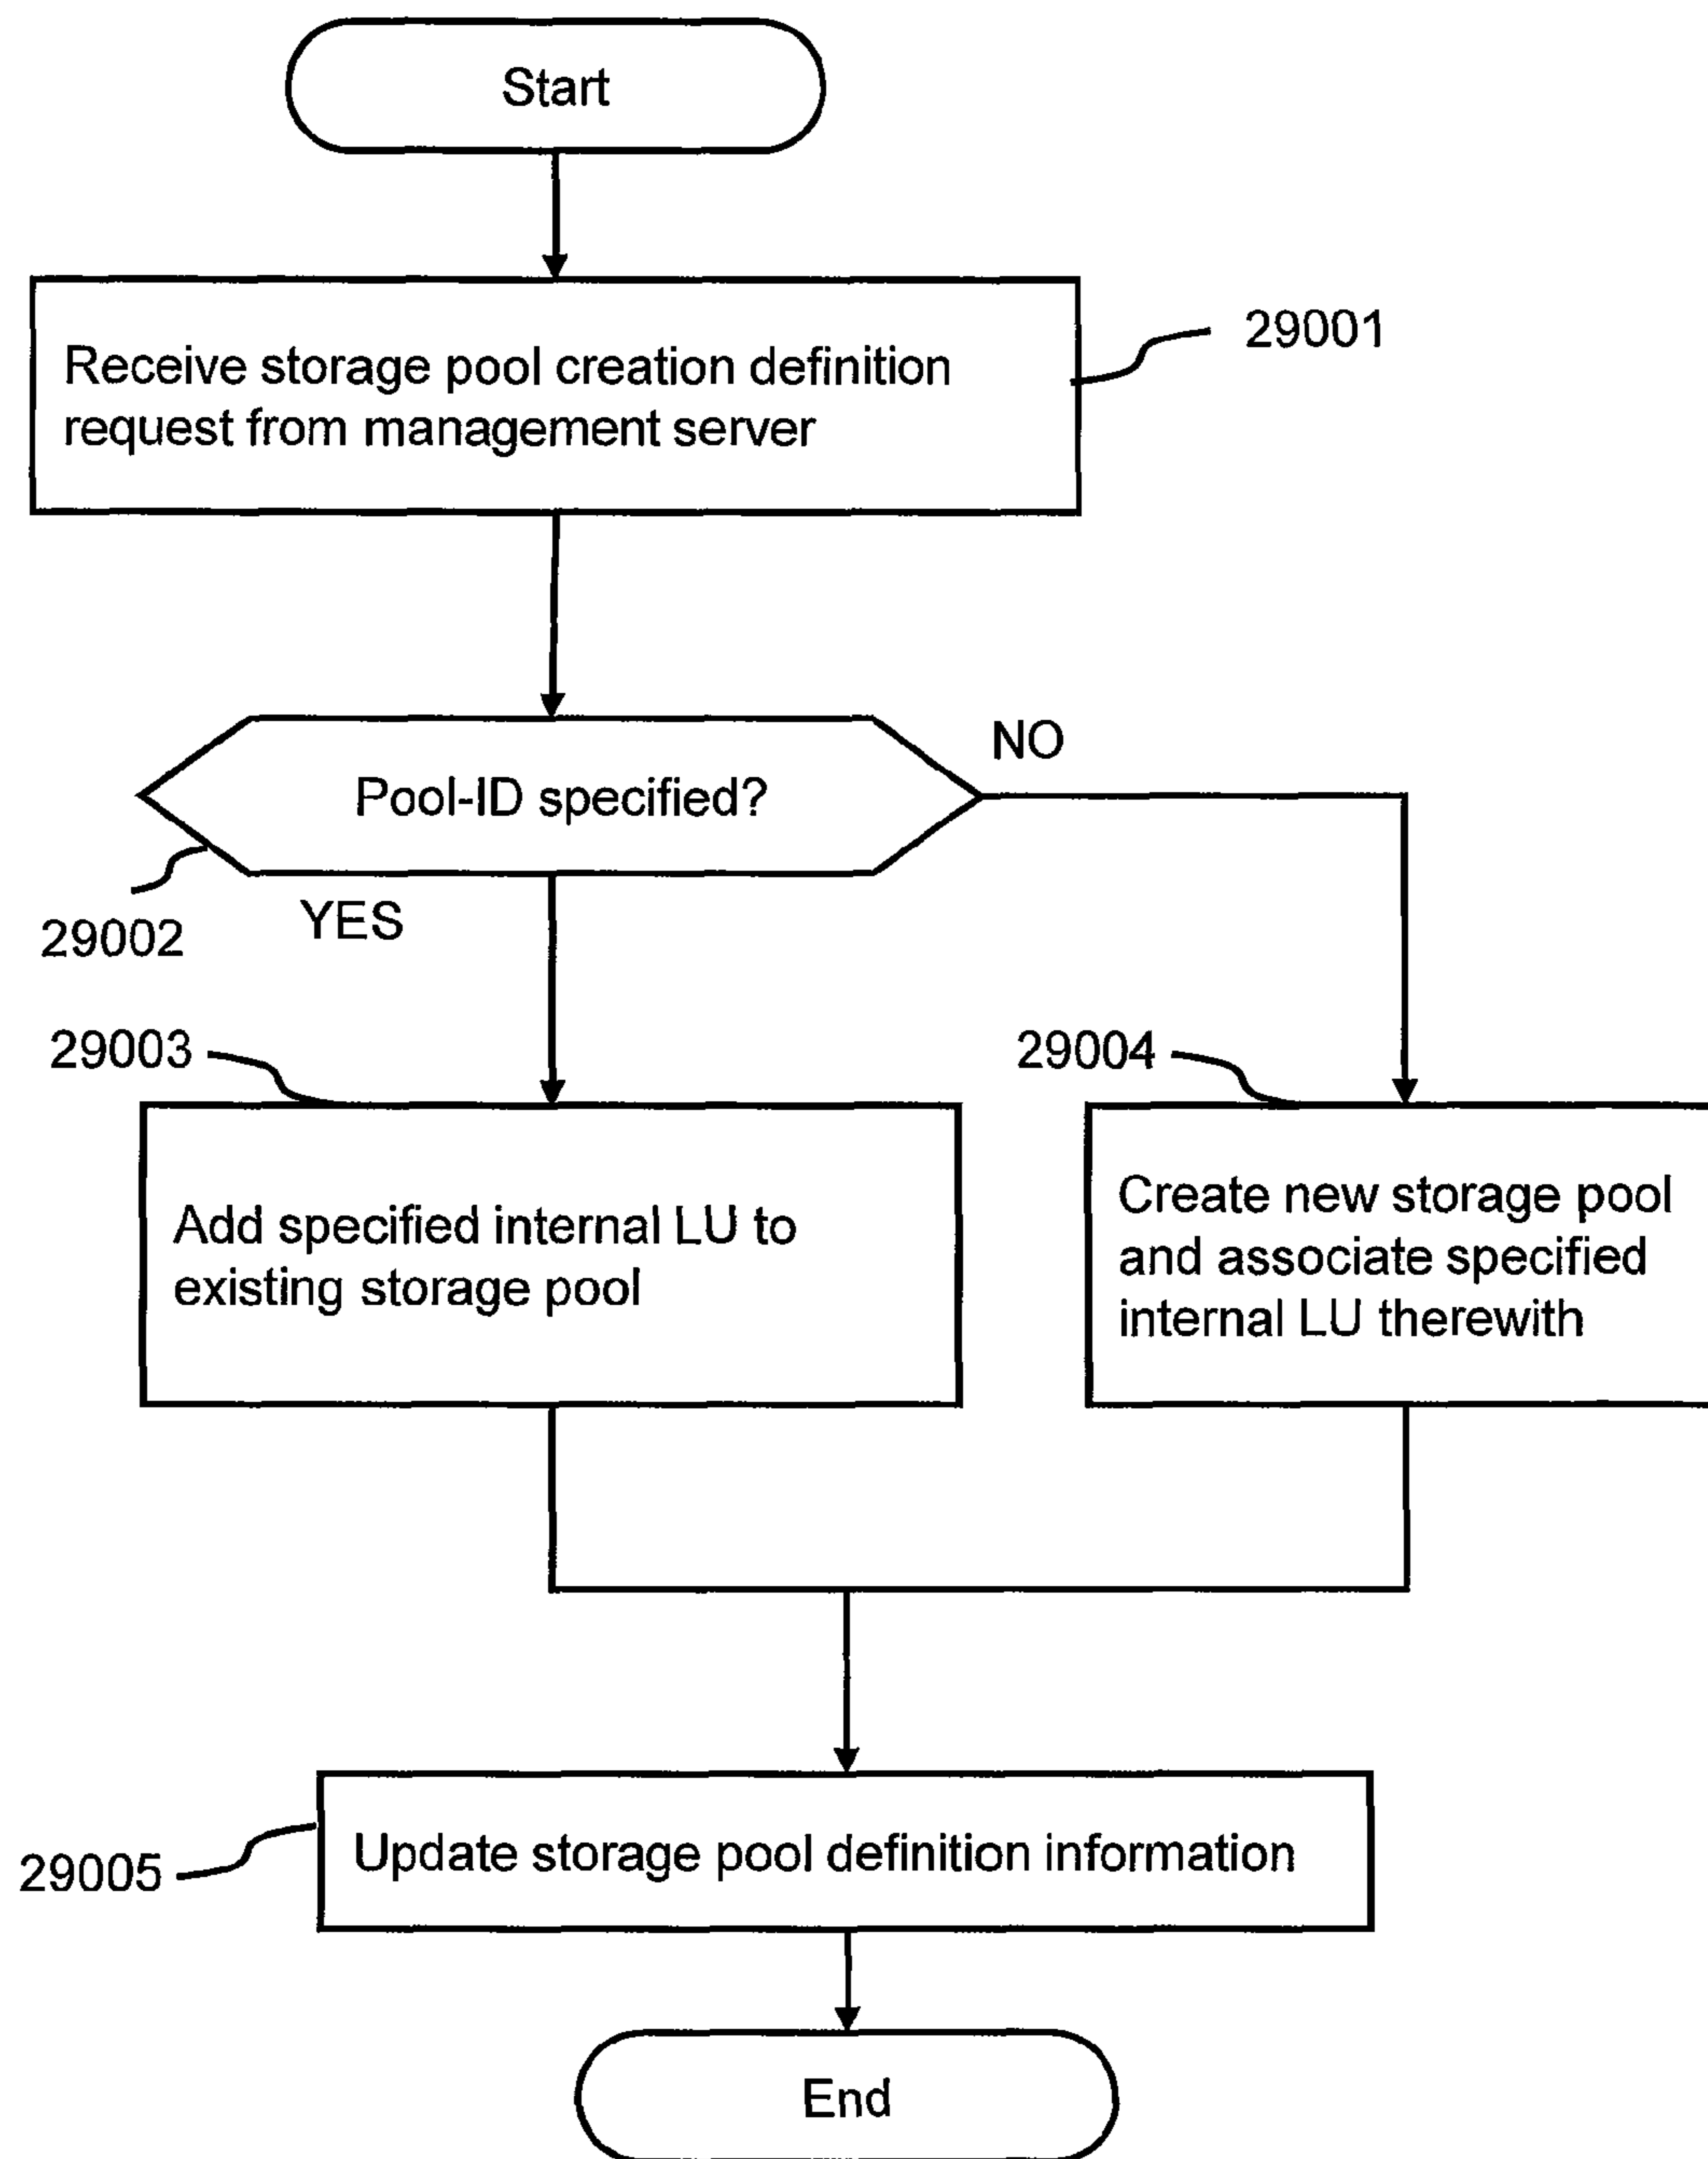 Start
Receive storage pool creation definition
request from management server
29001
Pool-ID specified?
NO
29002
YES
29003
29004
Add specified internal LU to
existing storage pool
Create new storage pool
and associate specified
internal LU therewith
29005
Update storage pool definition information
End